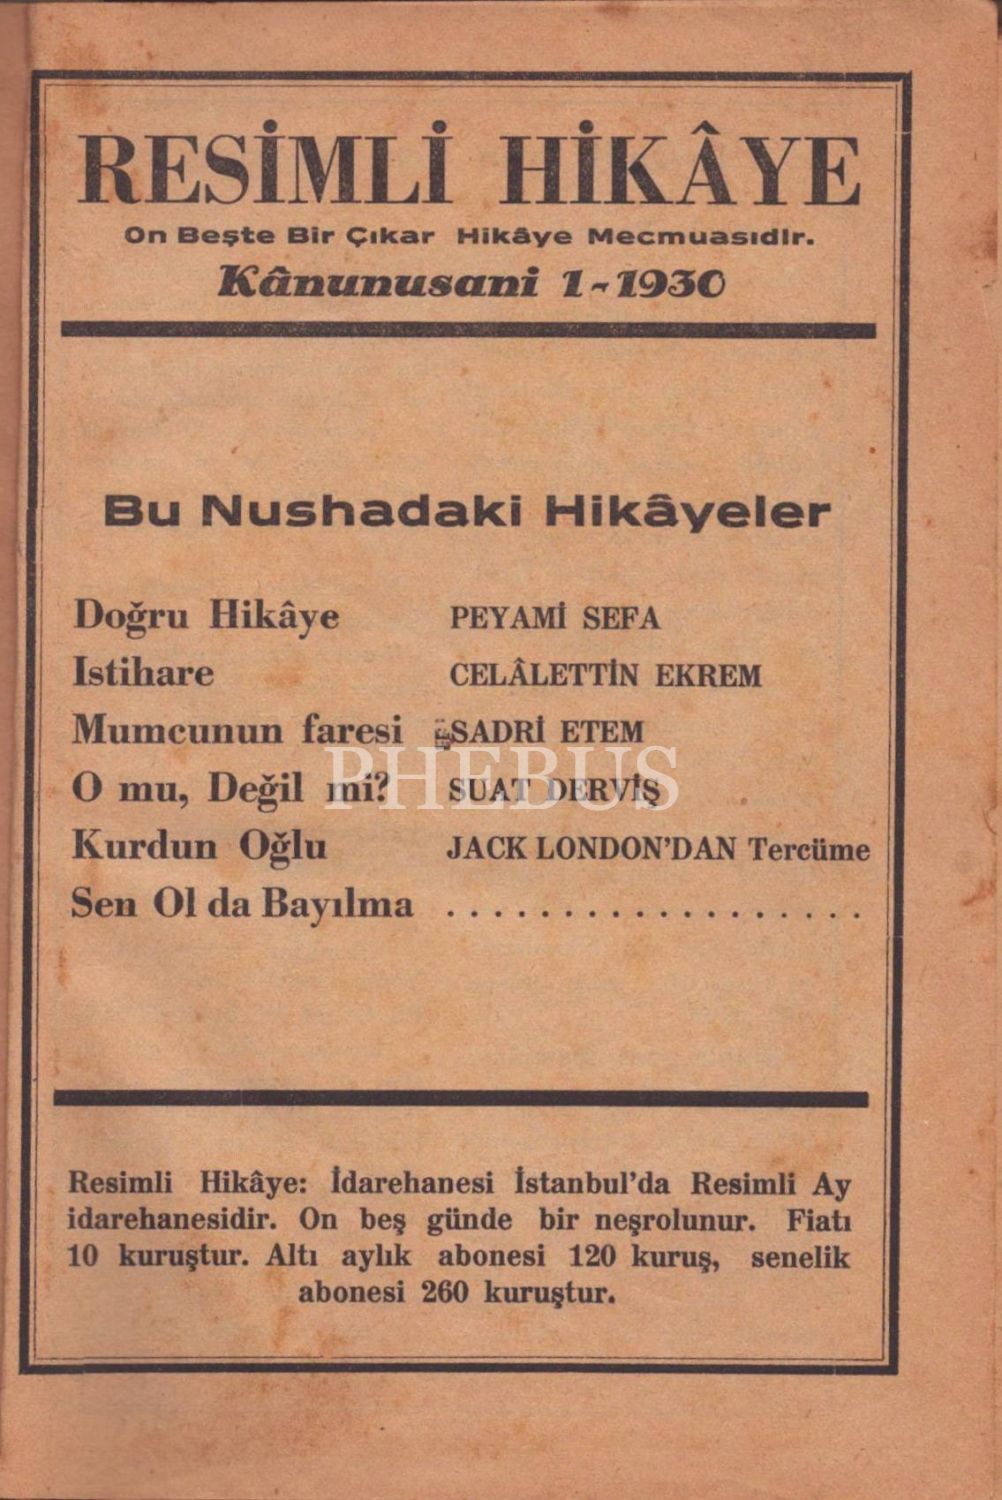 RESİMLİ HİKÂYE
On Beşte Bir Çıkar Hikâye Mecmuasıdır.
Kânunusani 1-1930
Bu Nushadaki Hikâyeler
Doğru Hikâye PEYAMİ SEFA
Istihare CELÂLETTİN EKREM
Mumcunun faresi SADRİ ETEM
O mu, Değil mi? SUAT DERVİŞ
PHEBUS
Kurdun Oğlu JACK LONDON'DAN Tercüme
Sen Ol da Bayılma ..................
Resimli Hikâye: İdarehanesi İstanbul'da Resimli Ay
idarehanesidir. On beş günde bir neşrolunur. Fiatı
10 kuruştur. Altı aylık abonesi 120 kuruş, senelik
abonesi 260 kuruştur.